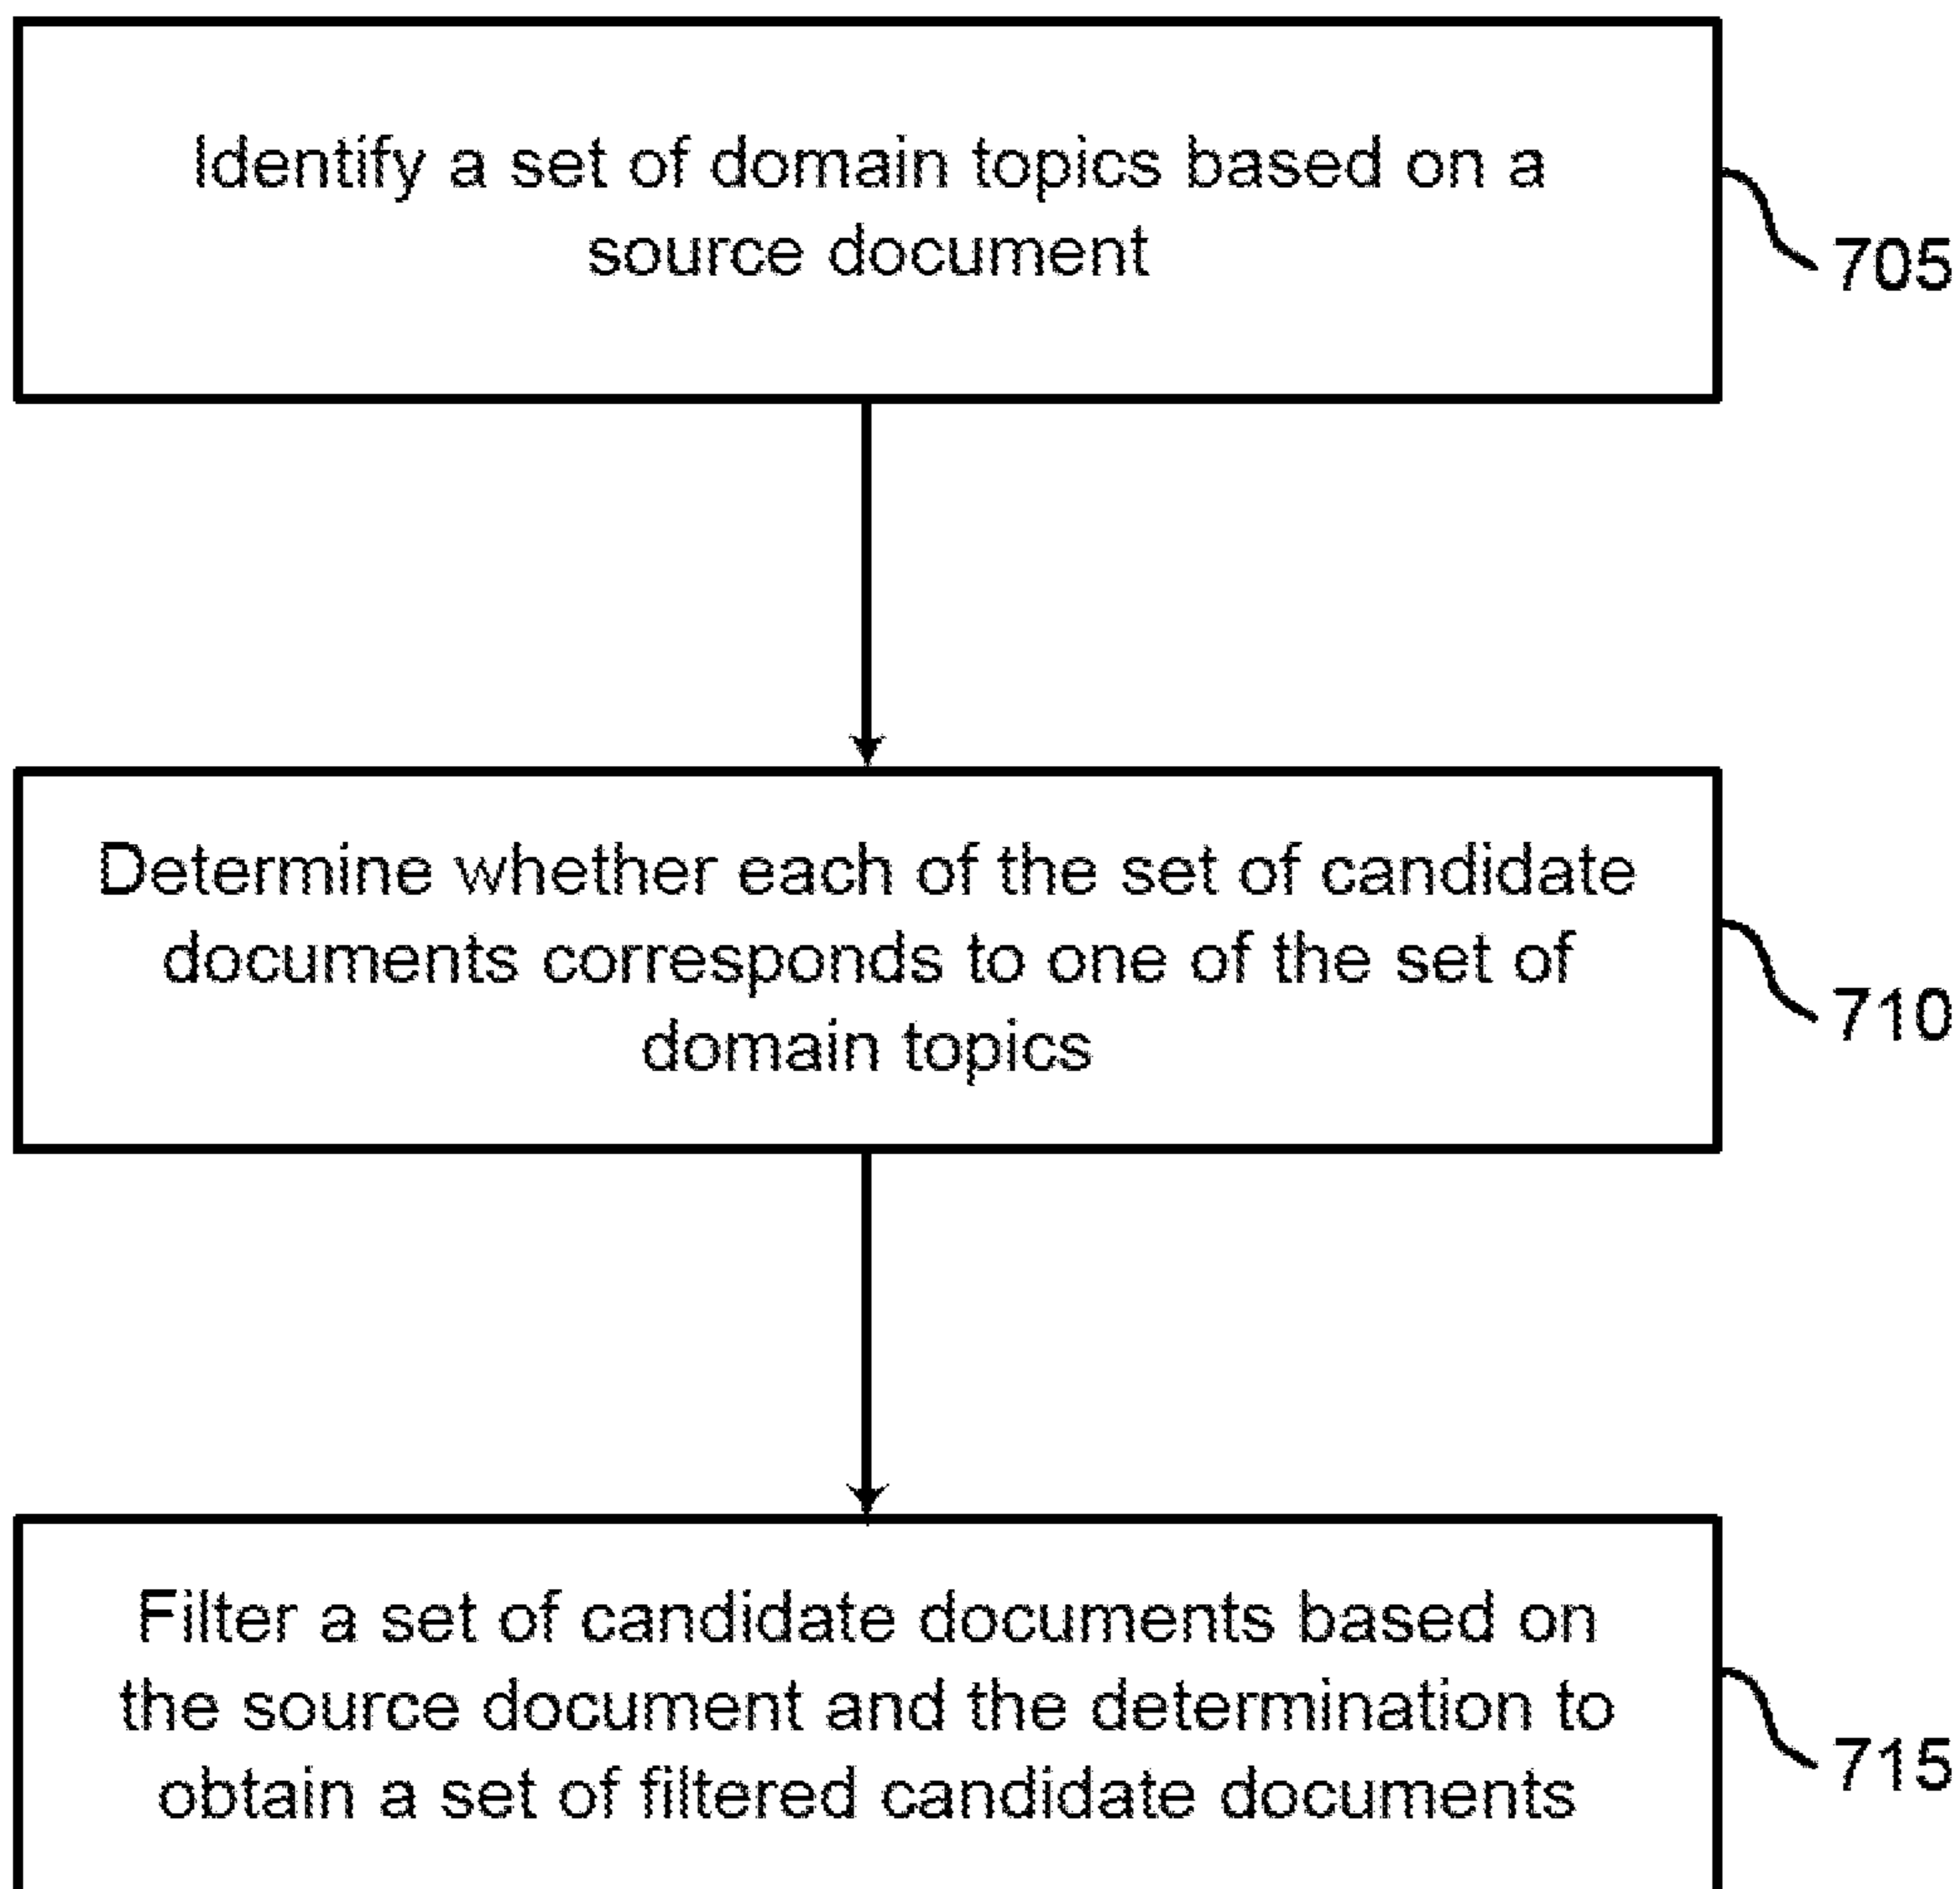 Identify a set of domain topics based on a
source document
705
Determine whether each of the set of candidate
documents corresponds to one of the set of
domain topics
710
Filter a set of candidate documents based on
the source document and the determination to
obtain a set of filtered candidate documents
715